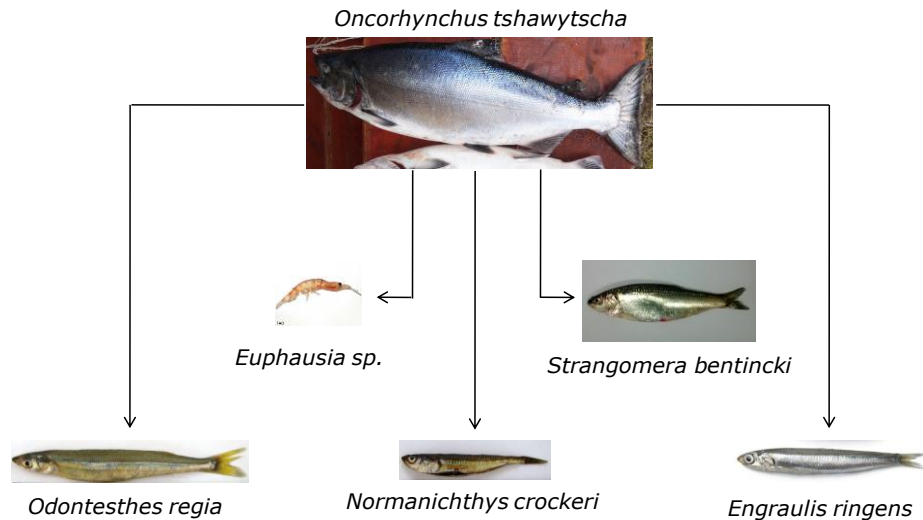 Oncorhynchus tshawytscha
Euphausia sp.
Strangomera bentincki
Odontesthes regia
Normanichthys crockeri
Engraulis ringens